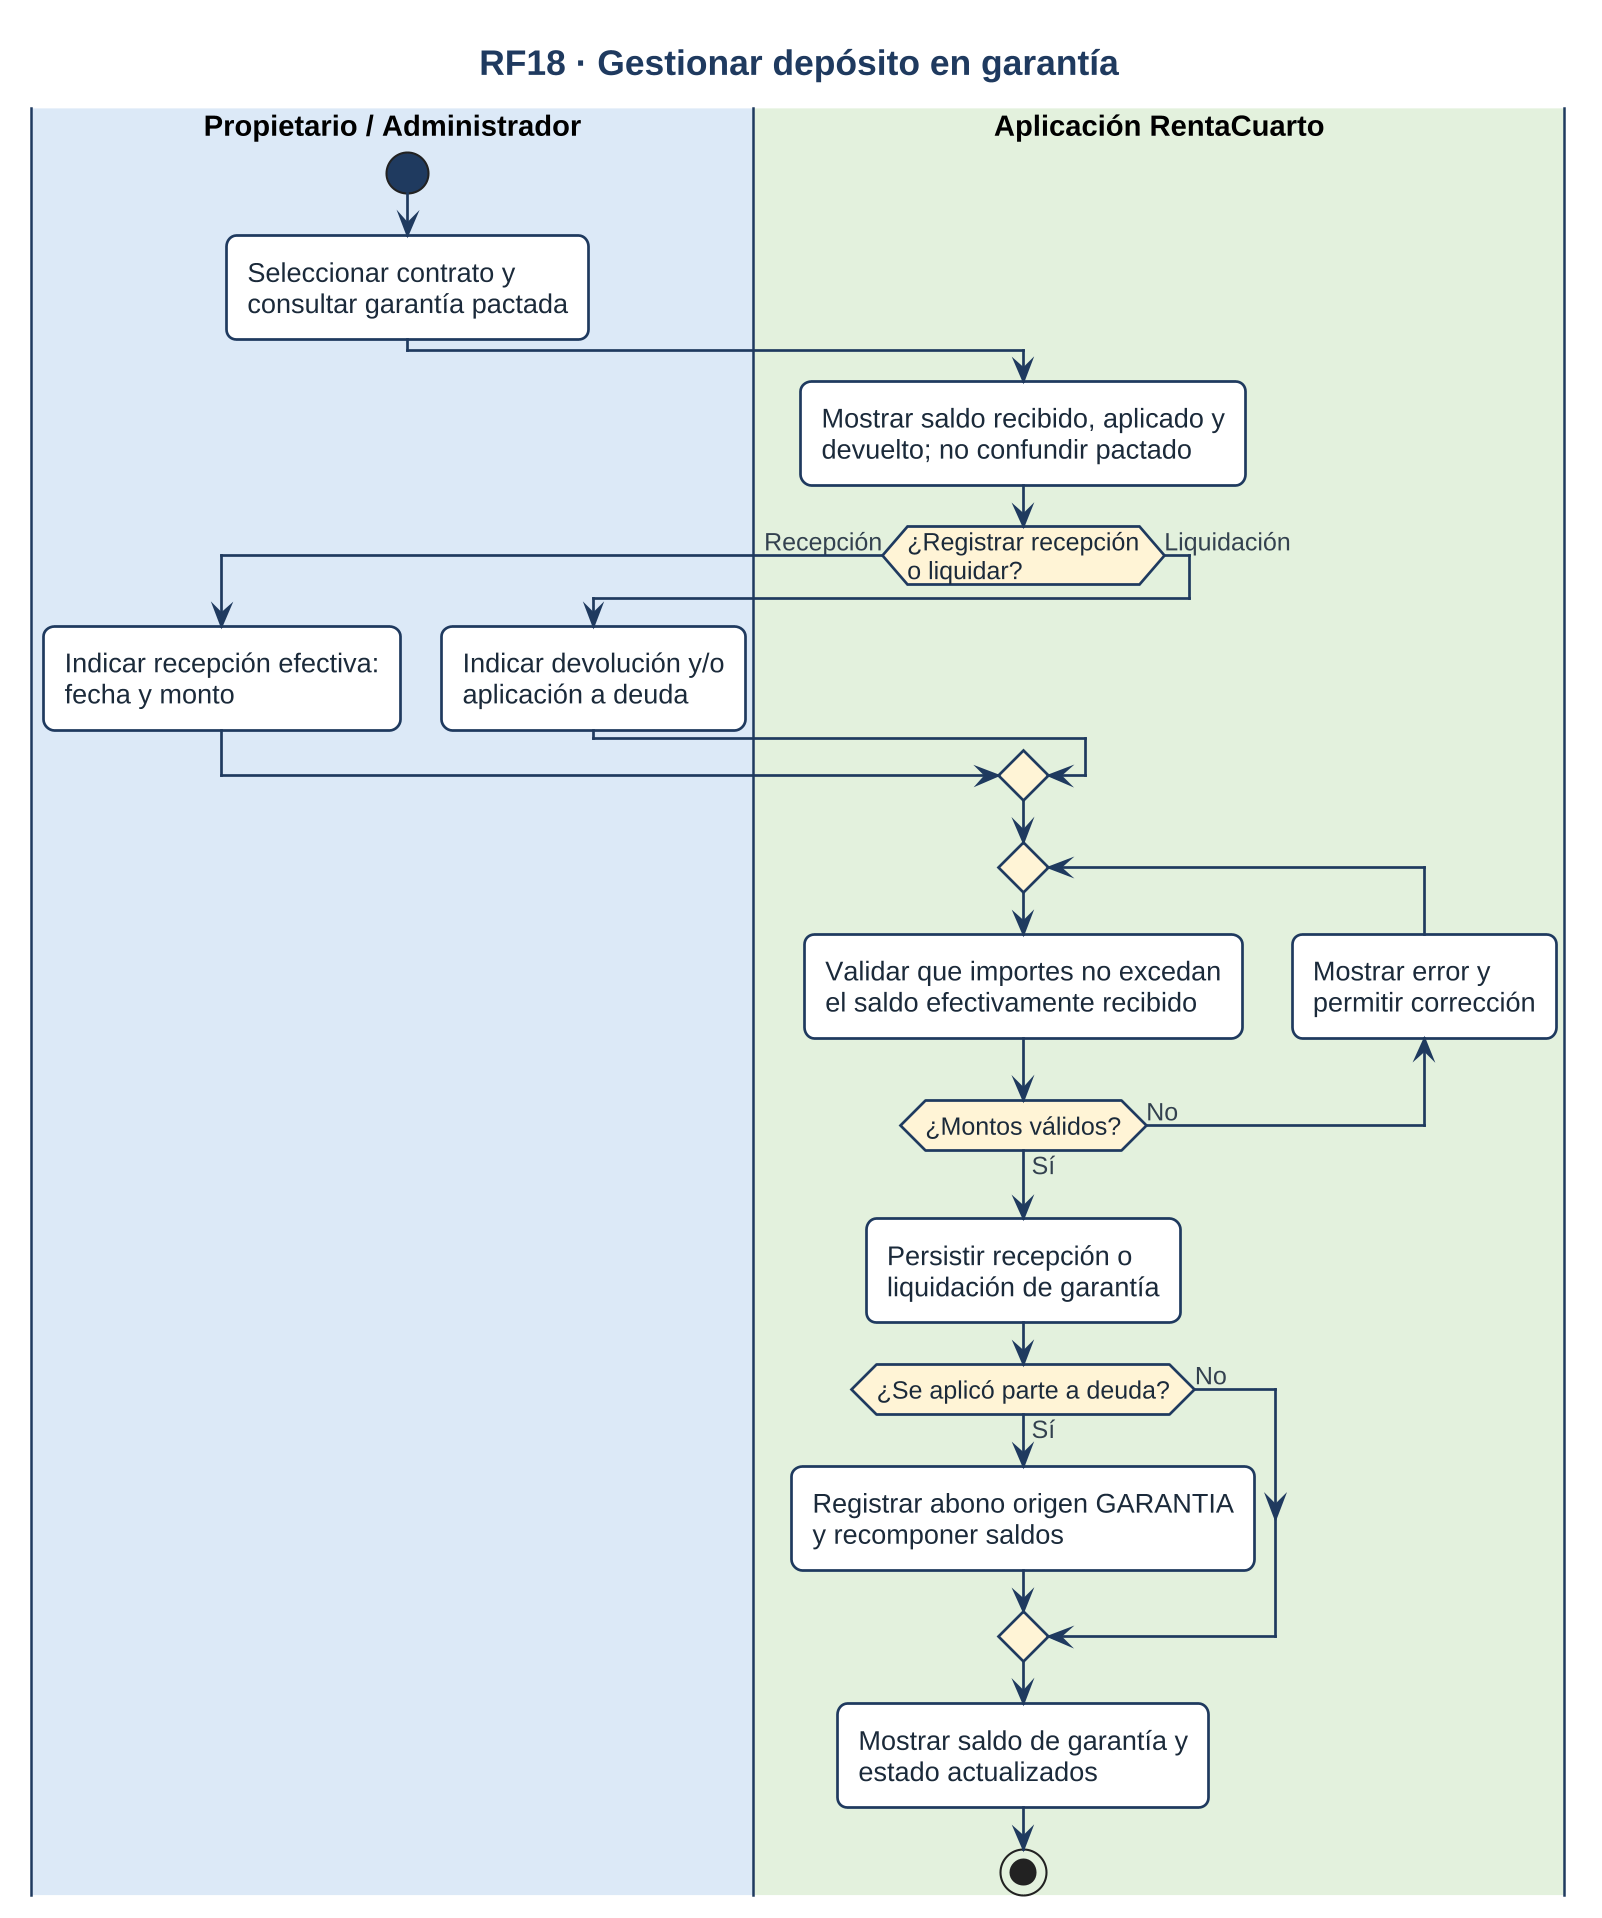 RF18 · Gestionar depósito en garantía
Propietario / Administrador
Aplicación RentaCuarto
Seleccionar contrato y
consultar garantía pactada
Mostrar saldo recibido, aplicado y
devuelto; no confundir pactado
Recepción
¿Registrar recepción
o liquidar?
Liquidación
Indicar recepción efectiva:
fecha y monto
Indicar devolución y/o
aplicación a deuda
Validar que importes no excedan
el saldo efectivamente recibido
Mostrar error y
permitir corrección
¿Montos válidos?
No
Sí
Persistir recepción o
liquidación de garantía
¿Se aplicó parte a deuda?
No
Sí
Registrar abono origen GARANTIA
y recomponer saldos
Mostrar saldo de garantía y
estado actualizados